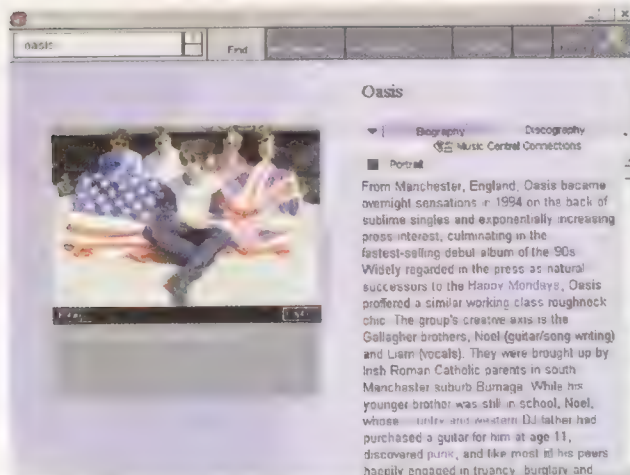 oasis
Find
Oasis
Biography Discography
Music Central Connections
Portrait
From Manchester, England, Oasis became
overnight sensations in 1994 on the back of
sublime singles and exponentially increasing
press interest, culminating in the
fastest-selling debut album of the 90s
Widely regarded in the press as natural
successors to the Happy Mondays, Oasis
proffered a similar working class roughneck
chic. The group's creative axis is the
Gallagher brothers, Noel (guitar/song writing)
and Liam (vocals). They were brought up by
Irish Roman Catholic parents in south
Manchester suburb Burnage. While his
younger brother was still in school, Noel,
whose country and western DJ father had
purchased a guitar for him at age 11,
discovered punk, and like most of his peers
happily engaged in truancy, burglary and